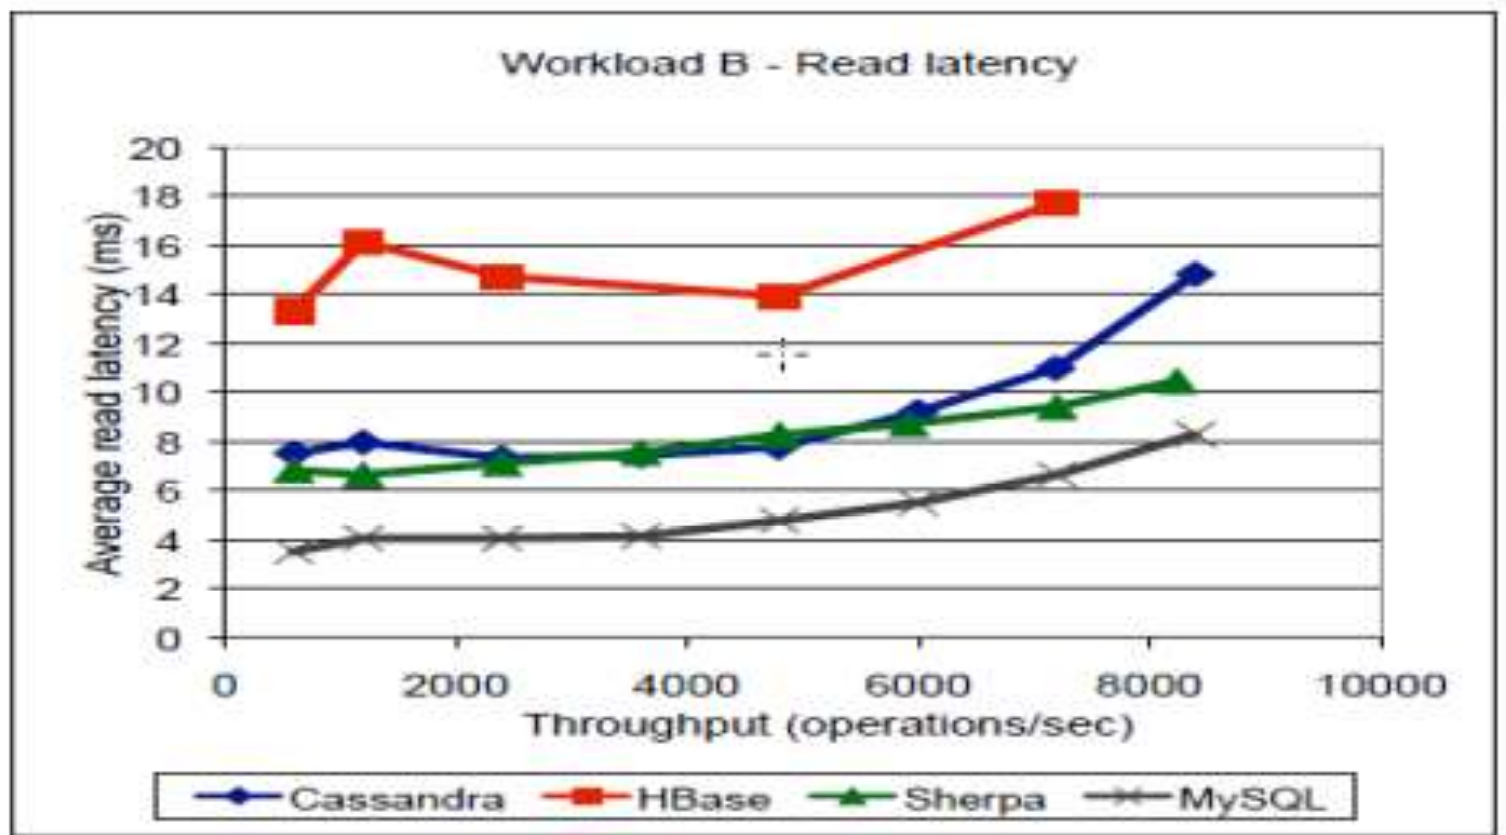 Workload B - Read latency
Average read latency (ms)
20
18
16
14
12
10
8
6
4
2
0
0 2000 4000 6000 8000 10000
Throughput (operations/sec)
Cassandra HBase Sherpa MySQL